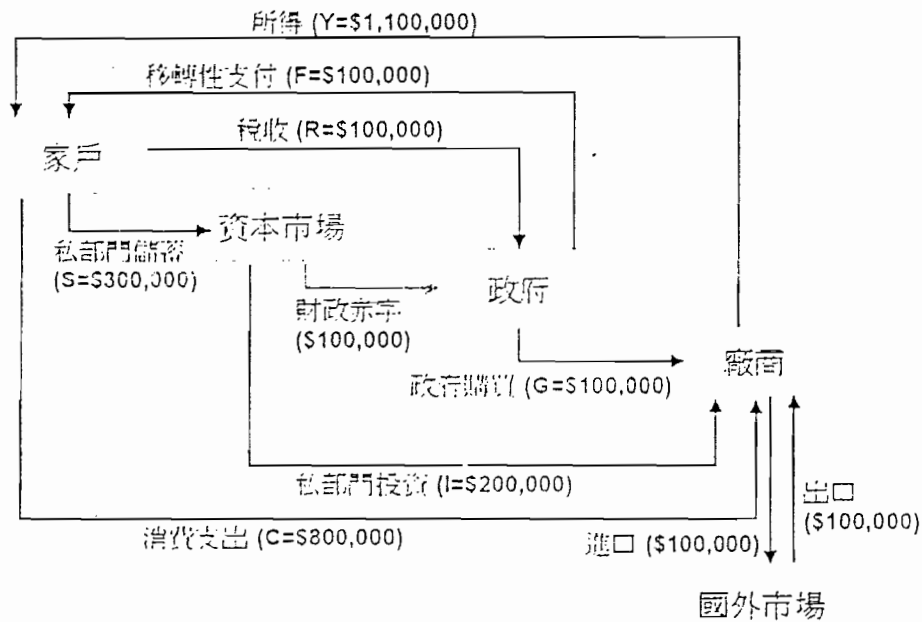 所得 (Y=$1,100,000)
移轉性支付 (F=$100,000)
稅收 (R=$100,000)
家戶
資本市場
私部門儲蓄
(S=$300,000)
政府
財政赤字
($100,000)
廠商
政府購買 (G=$100,000)
私部門投資 (I=$200,000)
出口
($100,000)
消費支出 (C=$800,000)
進口 ($100,000)
國外市場